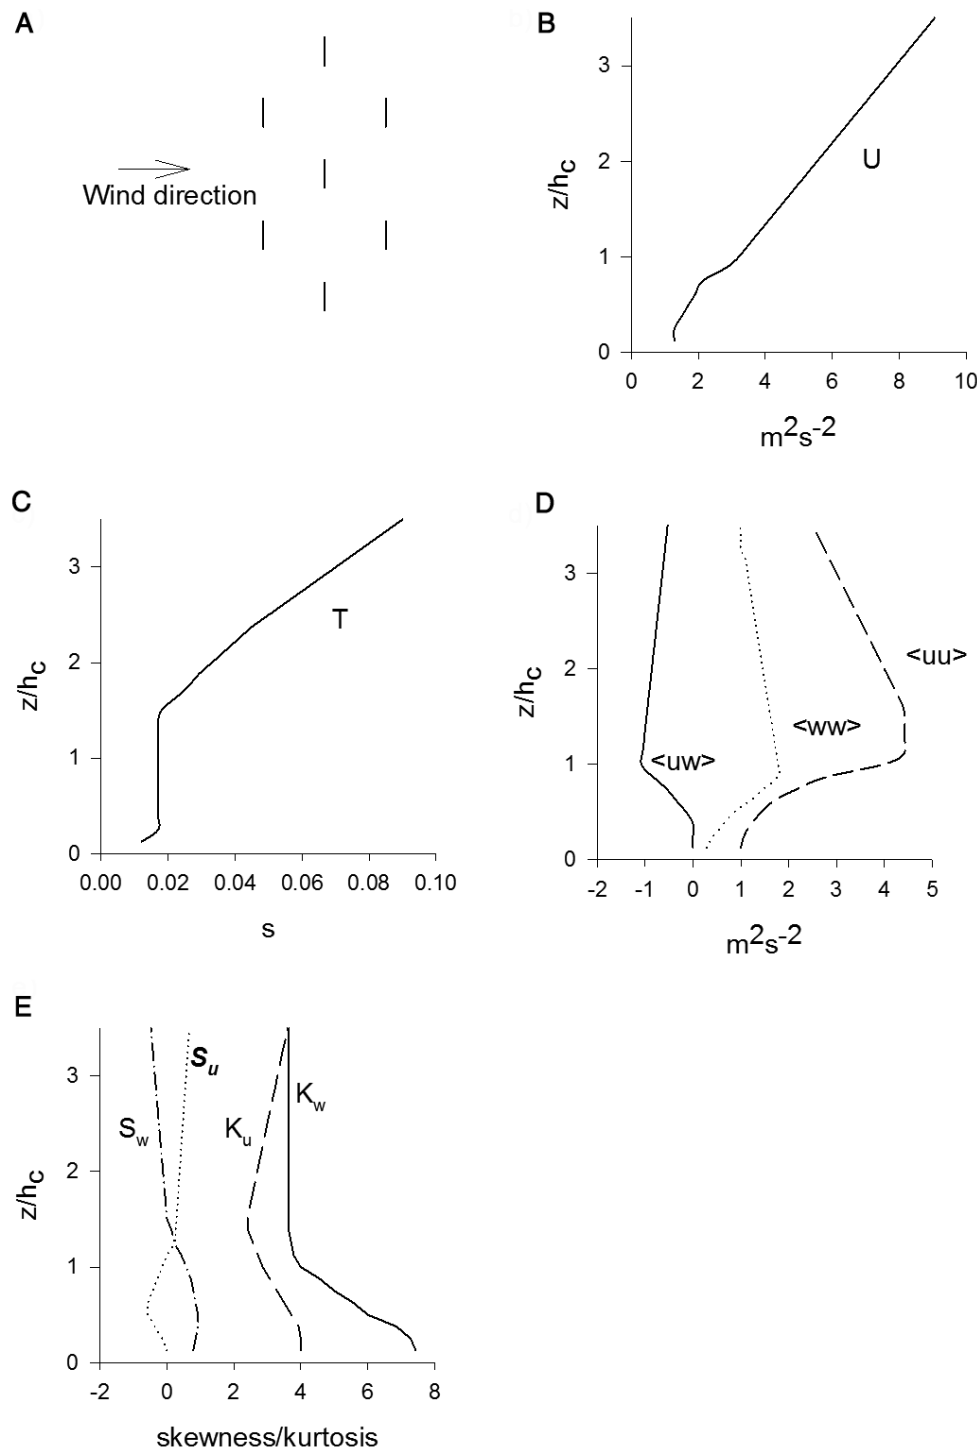 A
Wind direction
B
z/hc
3
2
1
0
U
0 2 4 6 8 10
m2s-2
C
z/hc
3
2
1
0
T
0.00 0.02 0.04 0.06 0.08 0.10
s
D
z/hc
3
2
1
0
<uu>
<ww>
<uw>
-2 -1 0 1 2 3 4 5
m2s-2
E
z/hc
3
2
1
0
Su
Kw
Sw
Ku
-2 0 2 4 6 8
skewness/kurtosis